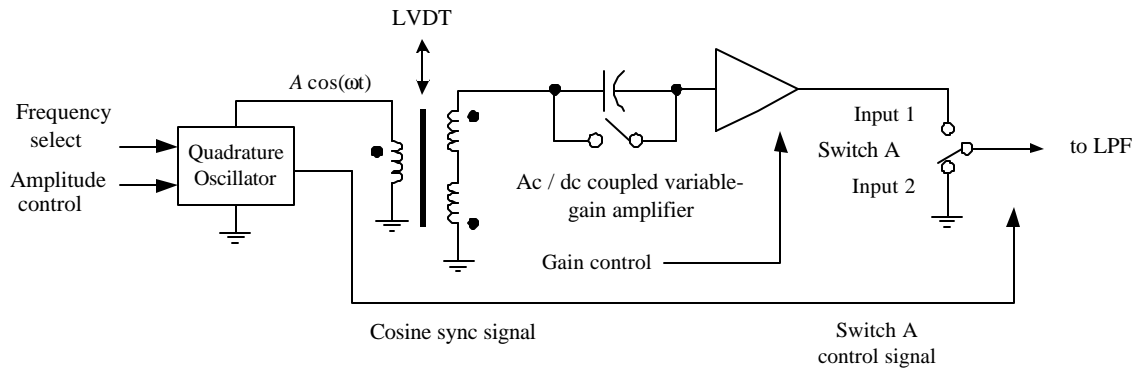 LVDT
A cos(ωt)
Frequency
select
Amplitude
control
Quadrature
Oscillator
Ac / dc coupled variable-
gain amplifier
Gain control
Input 1
Switch A
Input 2
to LPF
Cosine sync signal
Switch A
control signal